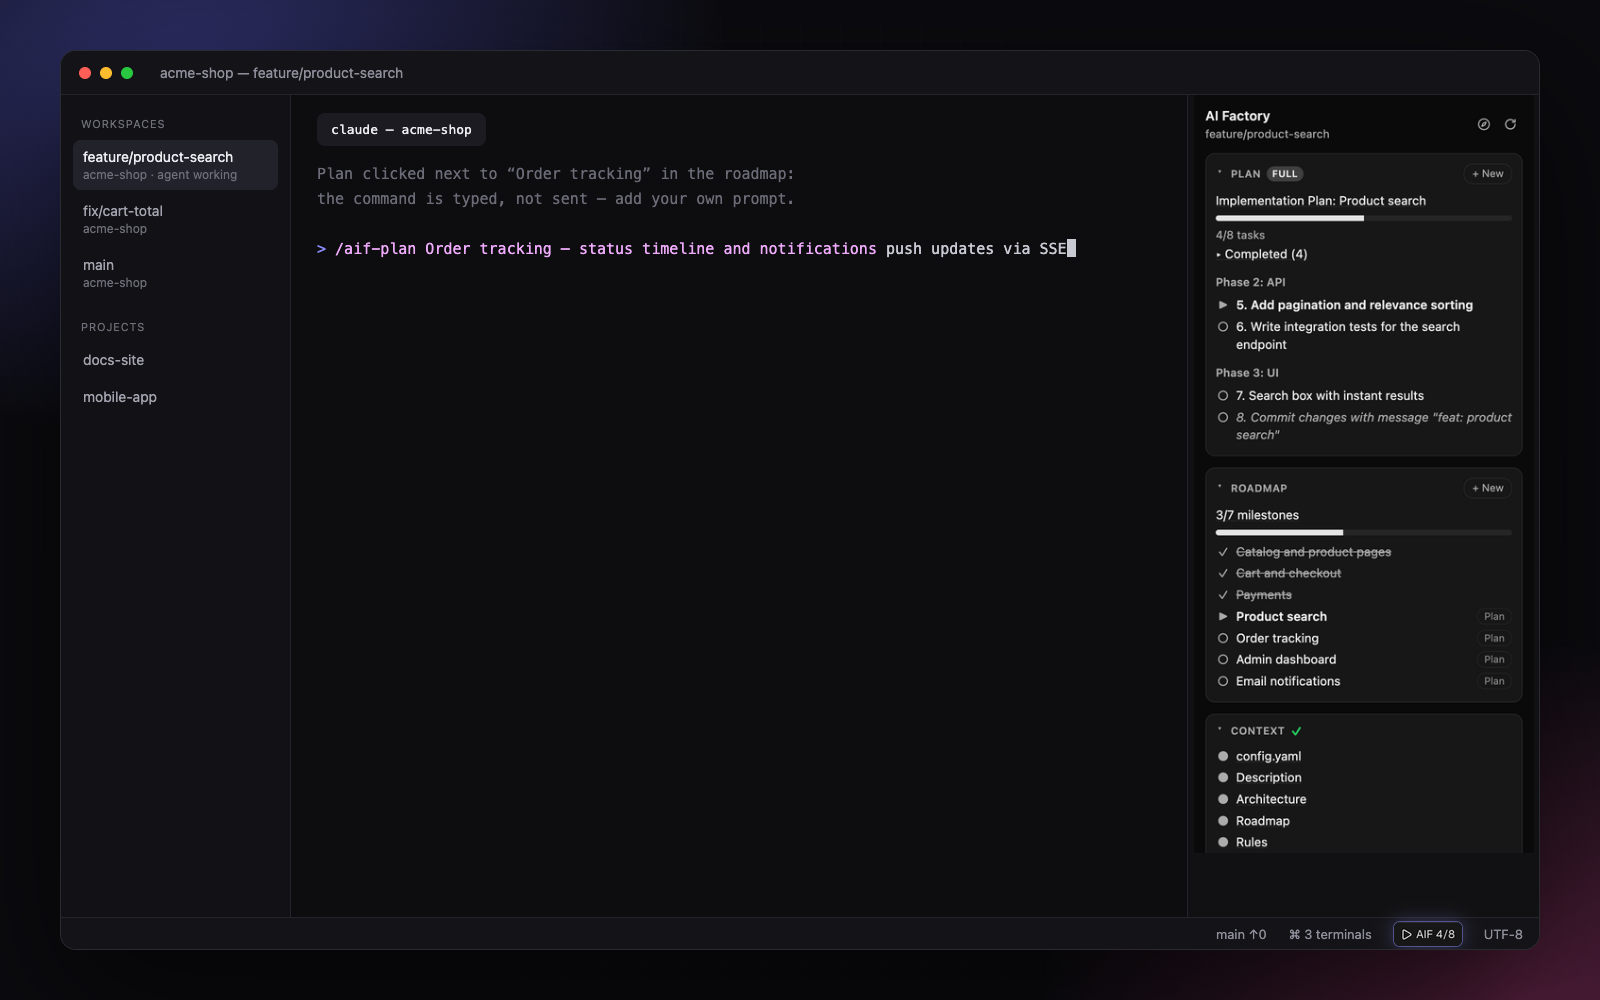 acme-shop — feature/product-search
WORKSPACES
feature/product-search
acme-shop · agent working
fix/cart-total
acme-shop
main
acme-shop
PROJECTS
docs-site
mobile-app
claude — acme-shop
Plan clicked next to “Order tracking” in the roadmap:
the command is typed, not sent — add your own prompt.
> /aif-plan Order tracking — status timeline and notifications push updates via SSE
AI Factory
feature/product-search
PLAN FULL + New
Implementation Plan: Product search
4/8 tasks
Completed (4)
Phase 2: API
5. Add pagination and relevance sorting
6. Write integration tests for the search
endpoint
Phase 3: UI
7. Search box with instant results
8. Commit changes with message "feat: product
search"
ROADMAP + New
3/7 milestones
Catalog and product pages
Cart and checkout
Payments
Product search Plan
Order tracking Plan
Admin dashboard Plan
Email notifications Plan
CONTEXT
config.yaml
Description
Architecture
Roadmap
Rules
main ↑0 ⌘ 3 terminals AIF 4/8 UTF-8